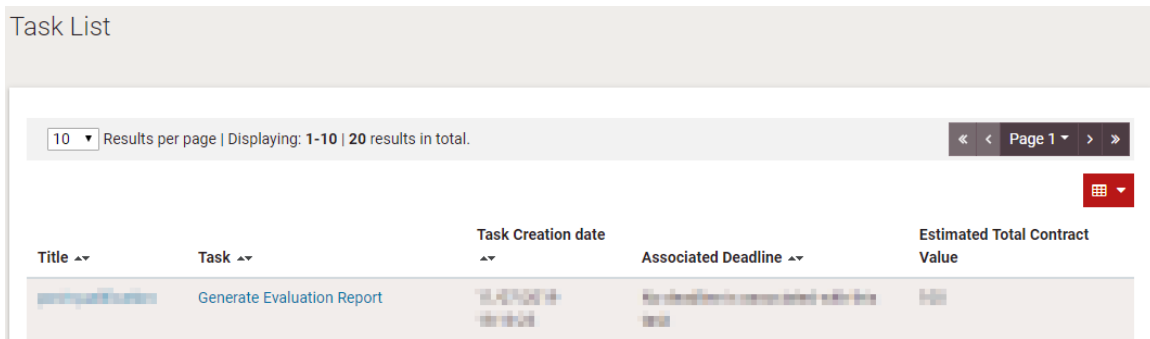 Task List
10 Results per page | Displaying: 1-10 | 20 results in total.
« < Page 1 > »
Task Creation date
Estimated Total Contract
Title
Task
Associated Deadline
Value
Generate Evaluation Report